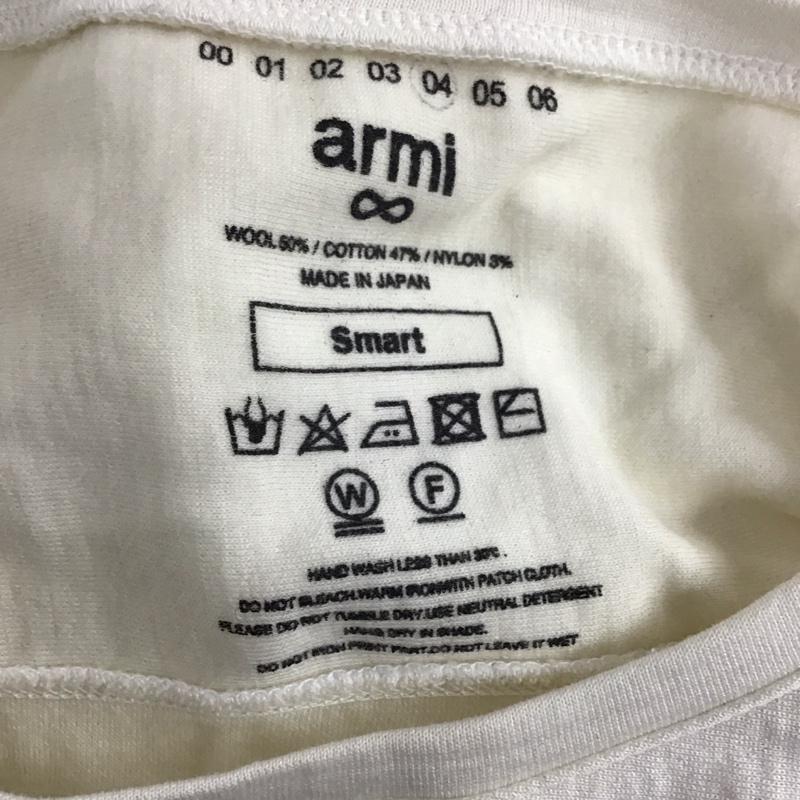 00 01 02 03 04 05 06
armi
WOOL 50% / COTTON 47% / NYLON 3%
MADE IN JAPAN
Smart
W F
HAND WASH LESS THAN 30℃.
DO NOT BLEACH.WARM IRONWITH PATCH CLOTH.
PLEASE DO NOT TUMBLE DRY.USE NEUTRAL DETERGENT
HANG DRY IN SHADE.
DO NOT IRON PRINT PART.DO NOT LEAVE IT WET